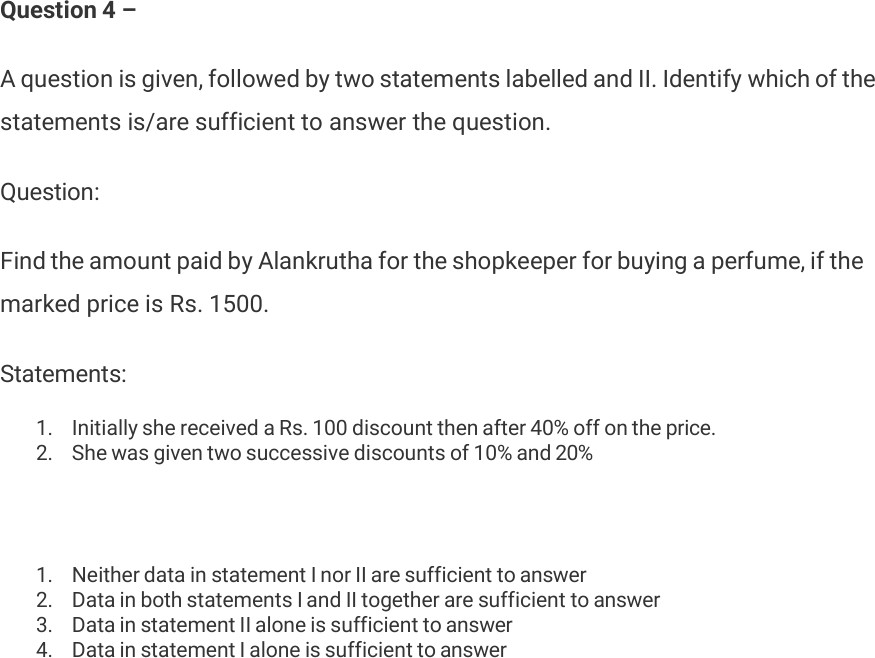 Question 4 –
A question is given, followed by two statements labelled and II. Identify which of the
statements is/are sufficient to answer the question.
Question:
Find the amount paid by Alankrutha for the shopkeeper for buying a perfume, if the
marked price is Rs. 1500.
Statements:
1. Initially she received a Rs. 100 discount then after 40% off on the price.
2. She was given two successive discounts of 10% and 20%
1. Neither data in statement I nor II are sufficient to answer
2. Data in both statements I and II together are sufficient to answer
3. Data in statement II alone is sufficient to answer
4. Data in statement I alone is sufficient to answer